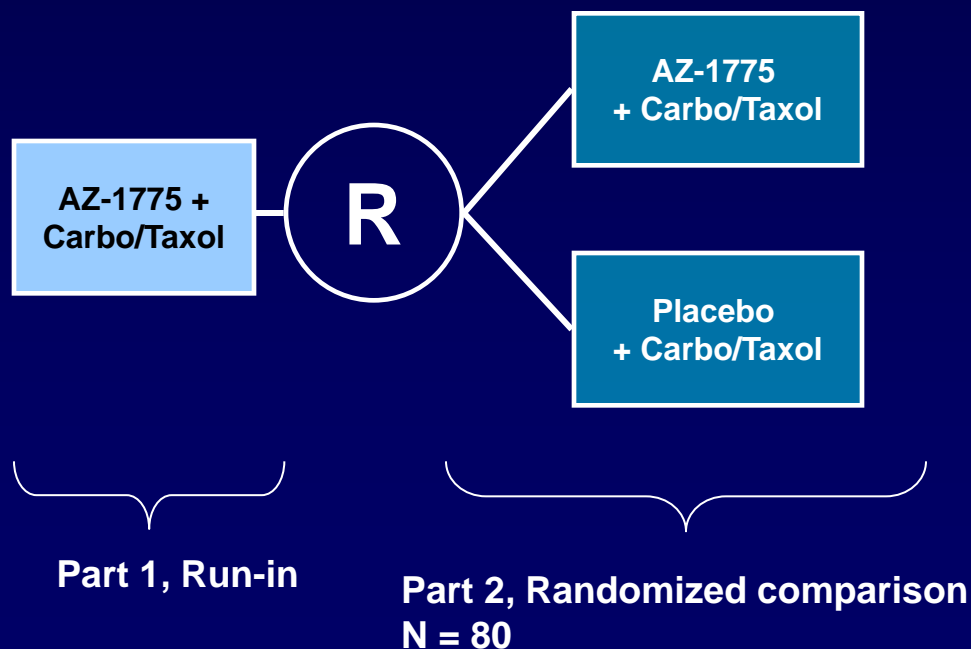 AZ-1775 +
Carbo/Taxol
R
AZ-1775
+ Carbo/Taxol
Placebo
+ Carbo/Taxol
Part 1, Run-in
Part 2, Randomized comparison
N = 80